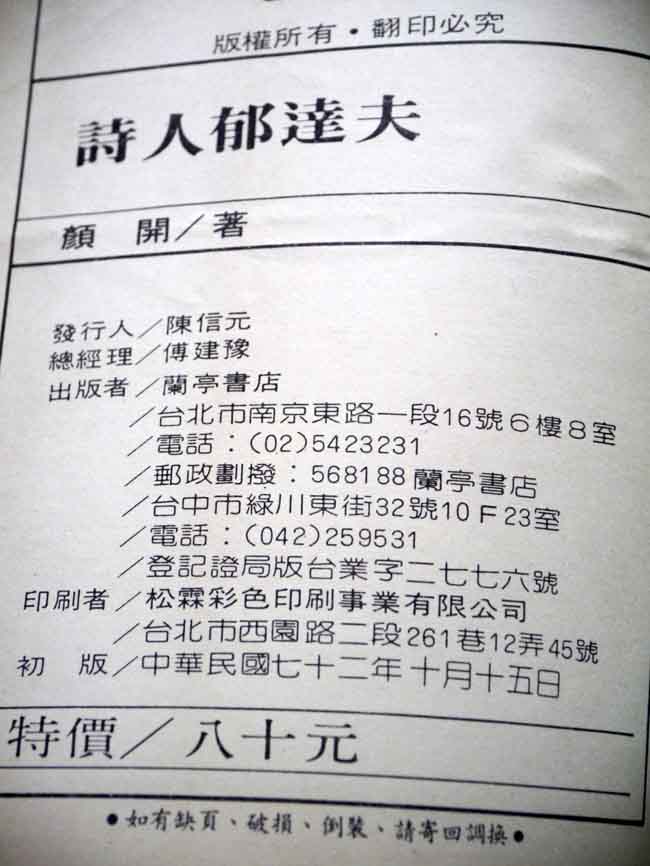 版權所有・翻印必究
詩人郁達夫
顏 開／著
發行人／陳信元
總經理／傅建豫
出版者／蘭亭書店
／台北市南京東路一段16號6樓8室
／電話：(02)5423231
／郵政劃撥：568188蘭亭書店
／台中市綠川東街32號10F23室
／電話：(042)259531
／登記證局版台業字二七七六號
印刷者／松霖彩色印刷事業有限公司
／台北市西園路二段261巷12弄45號
初 版／中華民國七十二年十月十五日
特價／八十元
●如有缺頁、破損、倒裝、請寄回調換●